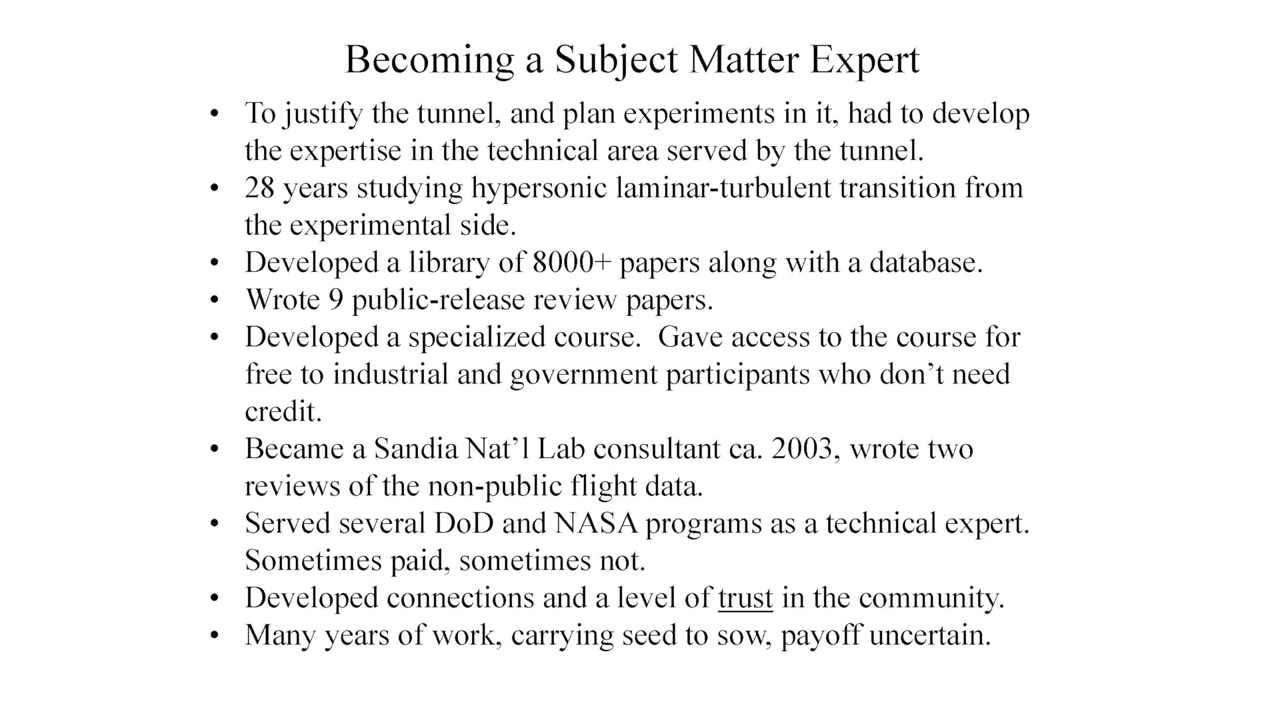 Becoming a Subject Matter Expert
• To justify the tunnel, and plan experiments in it, had to develop
the expertise in the technical area served by the tunnel.
• 28 years studying hypersonic laminar-turbulent transition from
the experimental side.
• Developed a library of 8000+ papers along with a database.
• Wrote 9 public-release review papers.
• Developed a specialized course.  Gave access to the course for
free to industrial and government participants who don’t need
credit.
• Became a Sandia Nat’l Lab consultant ca. 2003, wrote two
reviews of the non-public flight data.
• Served several DoD and NASA programs as a technical expert.
Sometimes paid, sometimes not.
• Developed connections and a level of trust in the community.
• Many years of work, carrying seed to sow, payoff uncertain.